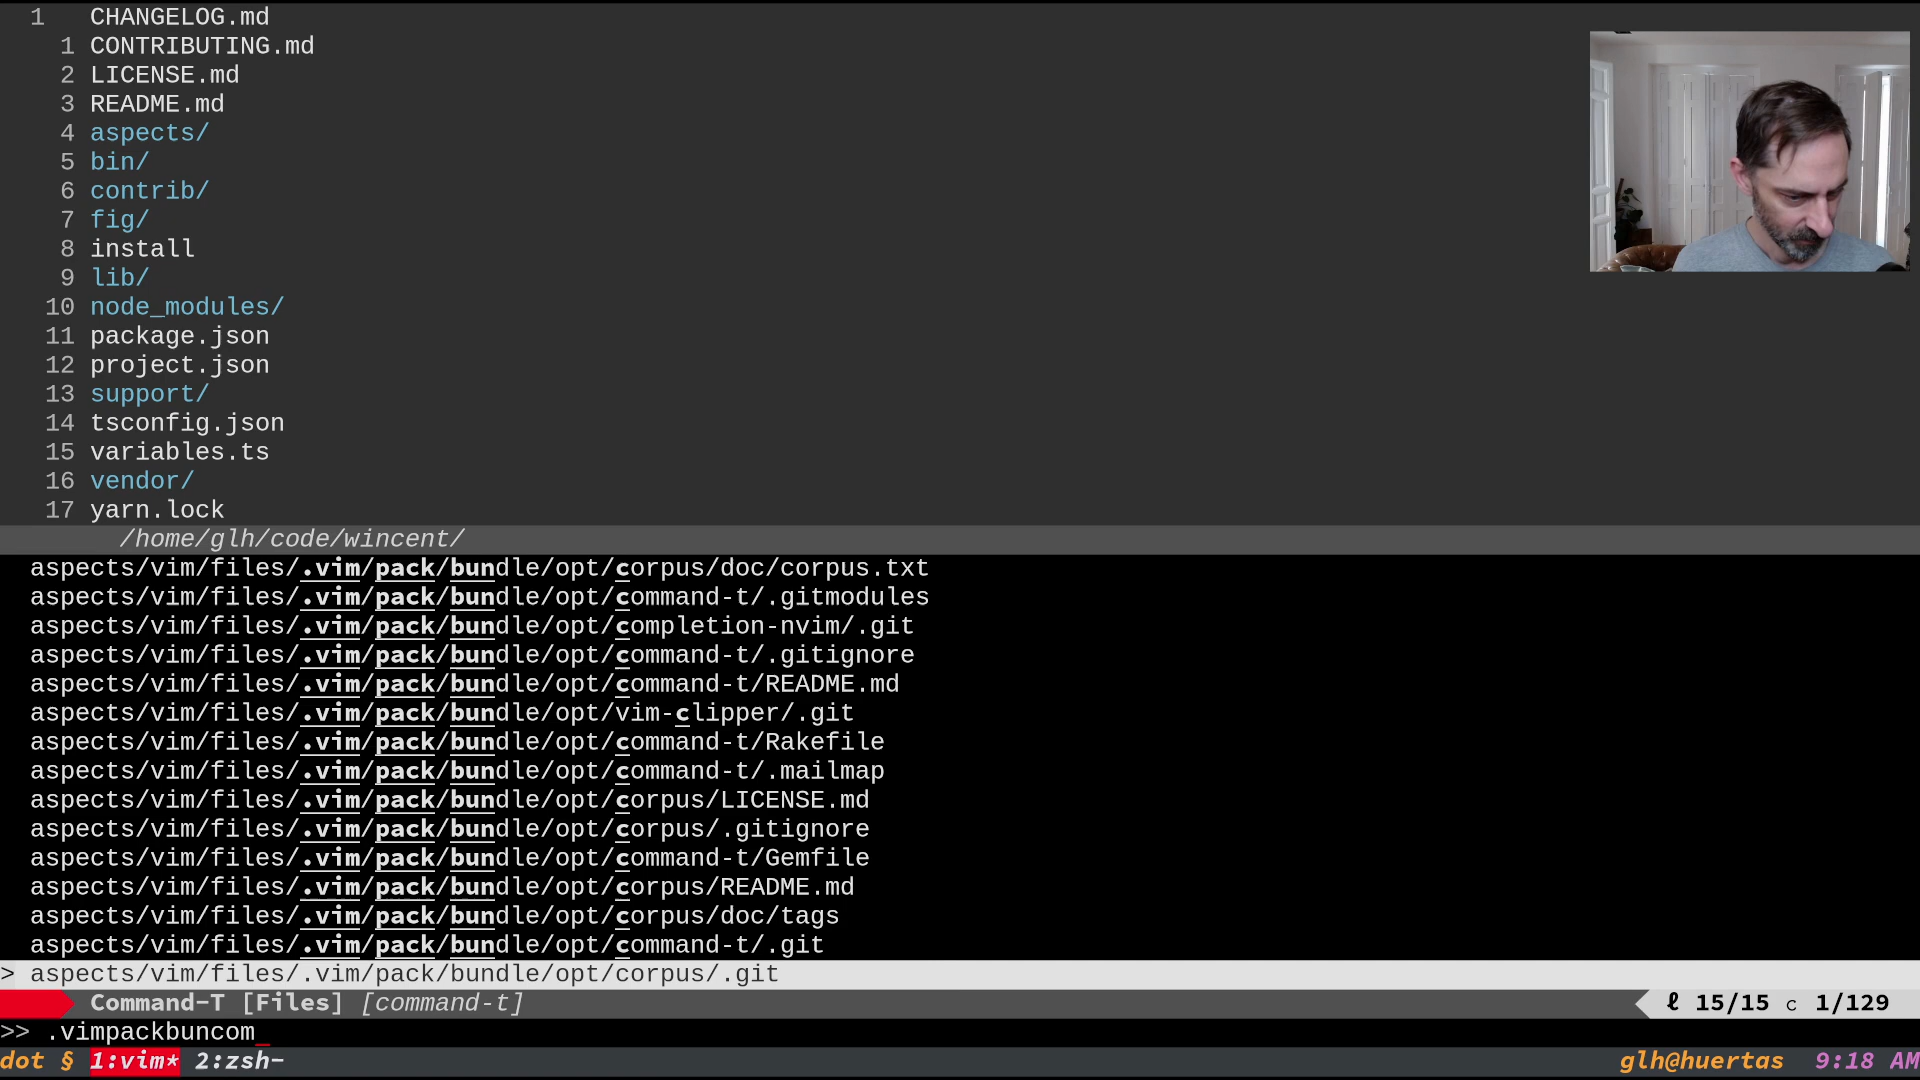 1 CHANGELOG.md
1 CONTRIBUTING.md
2 LICENSE.md
3 README.md
4 aspects/
5 bin/
6 contrib/
7 fig/
8 install
9 lib/
10 node_modules/
11 package.json
12 project.json
13 support/
14 tsconfig.json
15 variables.ts
16 vendor/
17 yarn.lock
/home/glh/code/wincent/
aspects/vim/files/.vim/pack/bundle/opt/corpus/doc/corpus.txt
aspects/vim/files/.vim/pack/bundle/opt/command-t/.gitmodules
aspects/vim/files/.vim/pack/bundle/opt/completion-nvim/.git
aspects/vim/files/.vim/pack/bundle/opt/command-t/.gitignore
aspects/vim/files/.vim/pack/bundle/opt/command-t/README.md
aspects/vim/files/.vim/pack/bundle/opt/vim-clipper/.git
aspects/vim/files/.vim/pack/bundle/opt/command-t/Rakefile
aspects/vim/files/.vim/pack/bundle/opt/command-t/.mailmap
aspects/vim/files/.vim/pack/bundle/opt/corpus/LICENSE.md
aspects/vim/files/.vim/pack/bundle/opt/corpus/.gitignore
aspects/vim/files/.vim/pack/bundle/opt/command-t/Gemfile
aspects/vim/files/.vim/pack/bundle/opt/corpus/README.md
aspects/vim/files/.vim/pack/bundle/opt/corpus/doc/tags
aspects/vim/files/.vim/pack/bundle/opt/command-t/.git
> aspects/vim/files/.vim/pack/bundle/opt/corpus/.git
Command-T [Files] [command-t] ℓ 15/15 c 1/129
>> .vimpackbuncom_
dot § 1:vim* 2:zsh- glh@huertas 9:18 AM